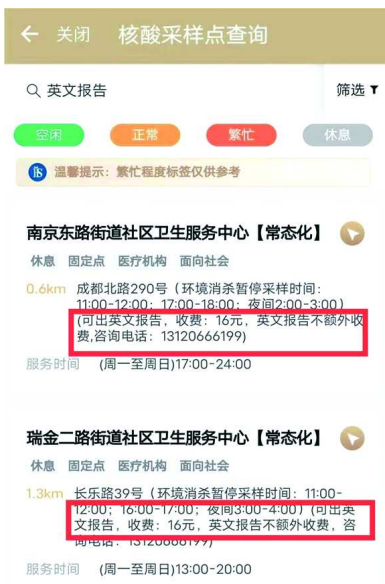 关闭 核酸采样点查询
英文报告 筛选
空闲 正常 繁忙 休息
温馨提示：繁忙程度标签仅供参考
南京东路街道社区卫生服务中心【常态化】
休息 固定点 医疗机构 面向社会
0.6km 成都北路290号（环境消杀暂停采样时间：
11:00-12:00；17:00-18:00；夜间2:00-3:00）
(可出英文报告，收费：16元，英文报告不额外收
费,咨询电话：13120666199)
服务时间 (周一至周日)17:00-24:00
瑞金二路街道社区卫生服务中心【常态化】
休息 固定点 医疗机构 面向社会
1.3km 长乐路39号（环境消杀暂停采样时间：11:00-
12:00；16:00-17:00；夜间3:00-4:00）(可出英
文报告，收费：16元，英文报告不额外收费，咨
询电话：13120666199)
服务时间 (周一至周日)13:00-20:00